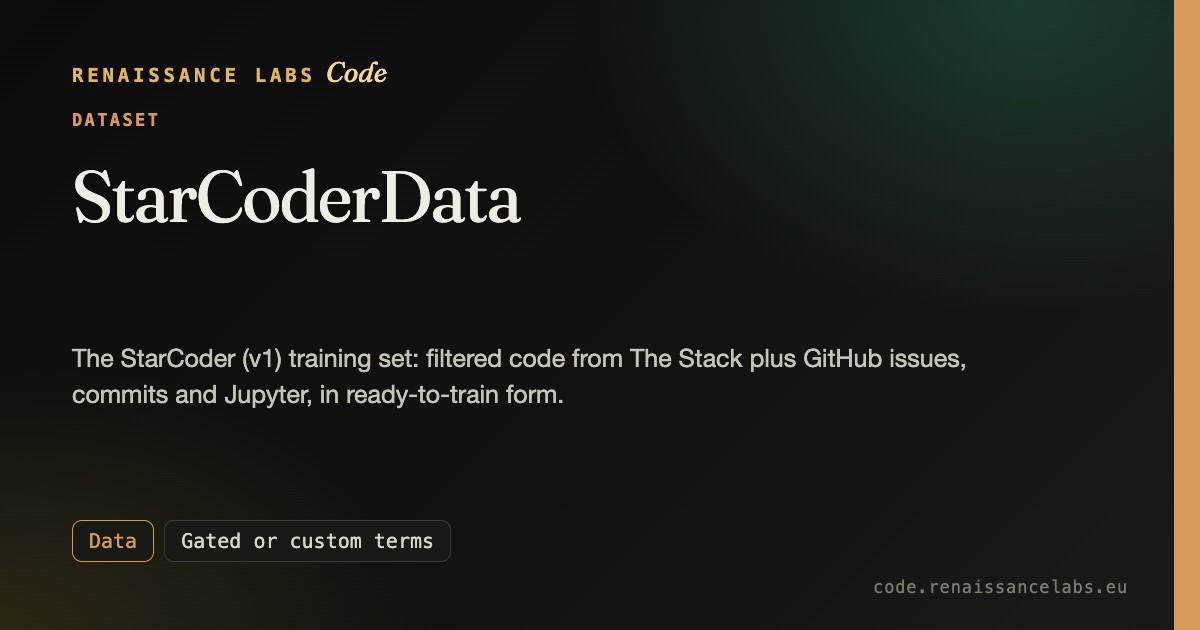 RENAISSANCE LABS Code
DATASET
StarCoderData
The StarCoder (v1) training set: filtered code from The Stack plus GitHub issues,
commits and Jupyter, in ready-to-train form.
Data
Gated or custom terms
code.renaissancelabs.eu